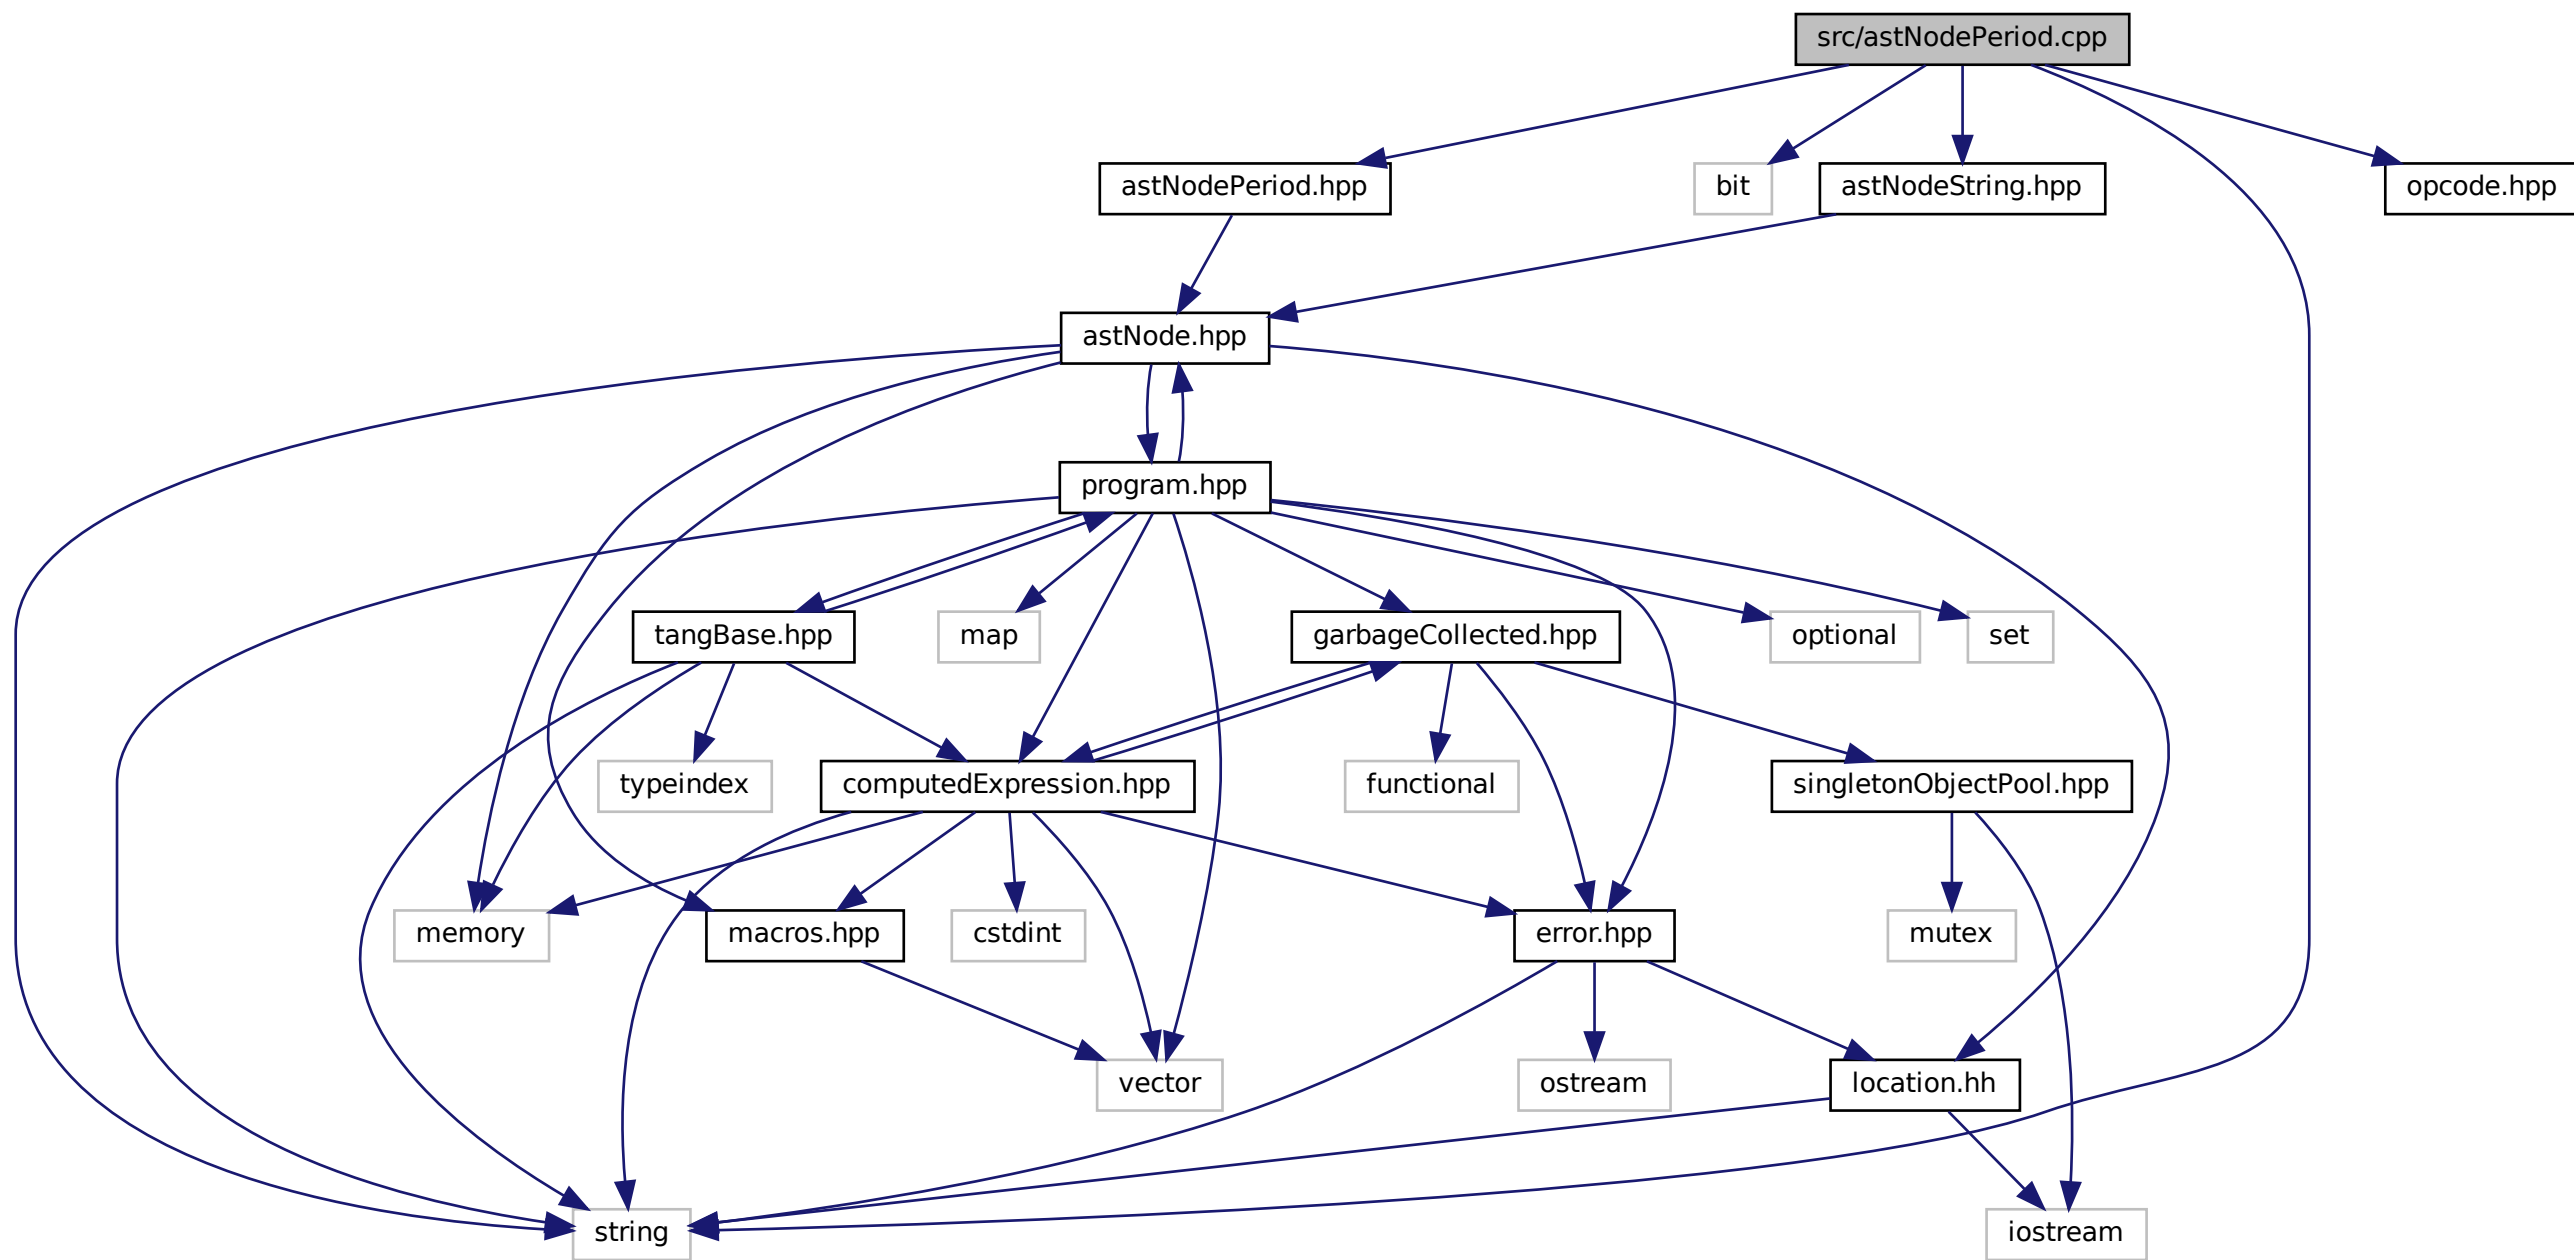 src/astNodePeriod.cpp
astNodePeriod.hpp
bit
astNodeString.hpp
opcode.hpp
astNode.hpp
program.hpp
tangBase.hpp
map
garbageCollected.hpp
optional
set
typeindex
computedExpression.hpp
functional
singletonObjectPool.hpp
memory
macros.hpp
cstdint
error.hpp
mutex
vector
ostream
location.hh
string
iostream